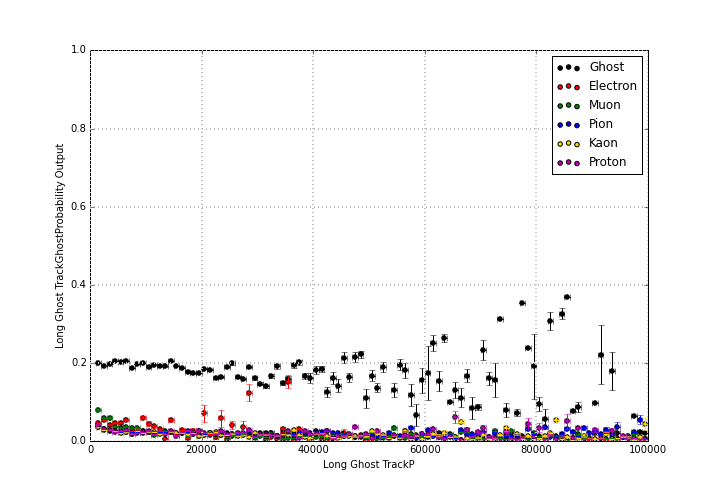 1.0
0.8
0.6
0.4
0.2
0.0
Long Ghost TrackGhostProbability Output
Ghost
Electron
Muon
Pion
Kaon
Proton
0 20000 40000 60000 80000 100000
Long Ghost TrackP